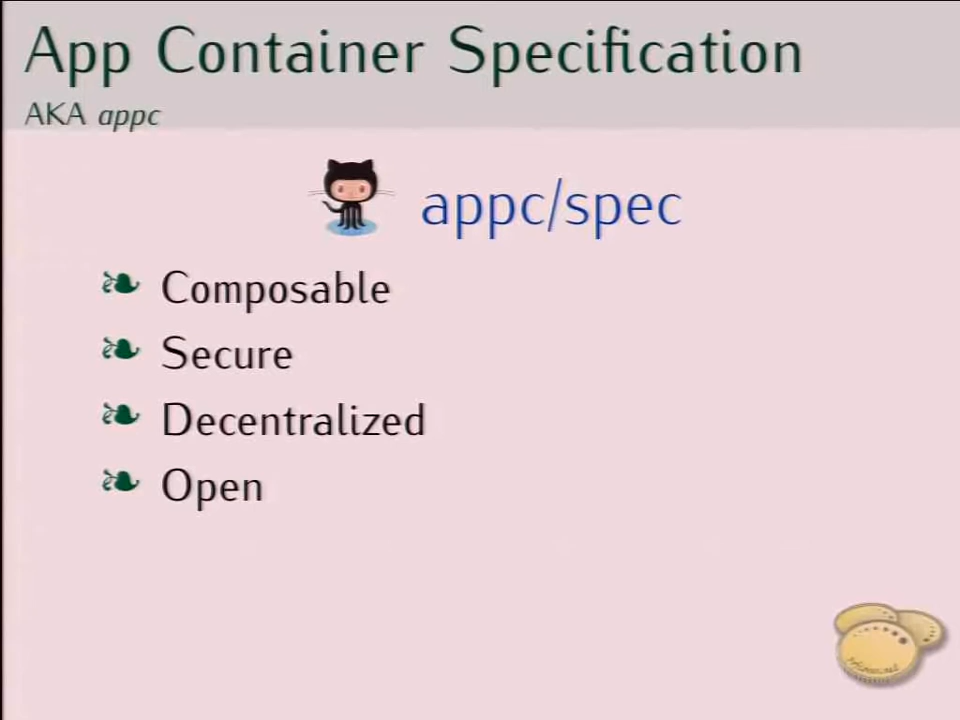 App Container Specification
AKA appc
appc/spec
Composable
Secure
Decentralized
Open